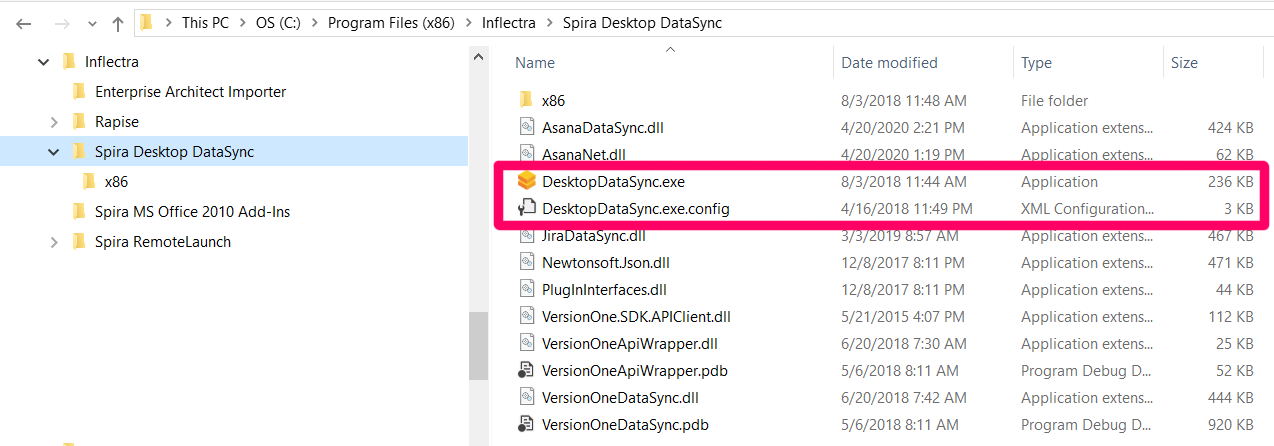 This PC > OS (C:) > Program Files (x86) > Inflectra > Spira Desktop DataSync
Inflectra
Enterprise Architect Importer
Rapise
Spira Desktop DataSync
x86
Spira MS Office 2010 Add-Ins
Spira RemoteLaunch
Name Date modified Type Size
x86 8/3/2018 11:48 AM File folder
AsanaDataSync.dll 4/20/2020 2:21 PM Application extens... 424 KB
AsanaNet.dll 4/20/2020 1:19 PM Application extens... 62 KB
DesktopDataSync.exe 8/3/2018 11:44 AM Application 236 KB
DesktopDataSync.exe.config 4/16/2018 11:49 PM XML Configuration... 3 KB
JiraDataSync.dll 3/3/2019 8:57 AM Application extens... 467 KB
Newtonsoft.Json.dll 12/8/2017 8:11 PM Application extens... 471 KB
PlugInInterfaces.dll 12/8/2017 8:11 PM Application extens... 44 KB
VersionOne.SDK.APIClient.dll 5/21/2015 4:07 PM Application extens... 112 KB
VersionOneApiWrapper.dll 6/20/2018 7:30 AM Application extens... 25 KB
VersionOneApiWrapper.pdb 5/6/2018 8:11 AM Program Debug D... 52 KB
VersionOneDataSync.dll 6/20/2018 7:42 AM Application extens... 444 KB
VersionOneDataSync.pdb 5/6/2018 8:11 AM Program Debug D... 920 KB